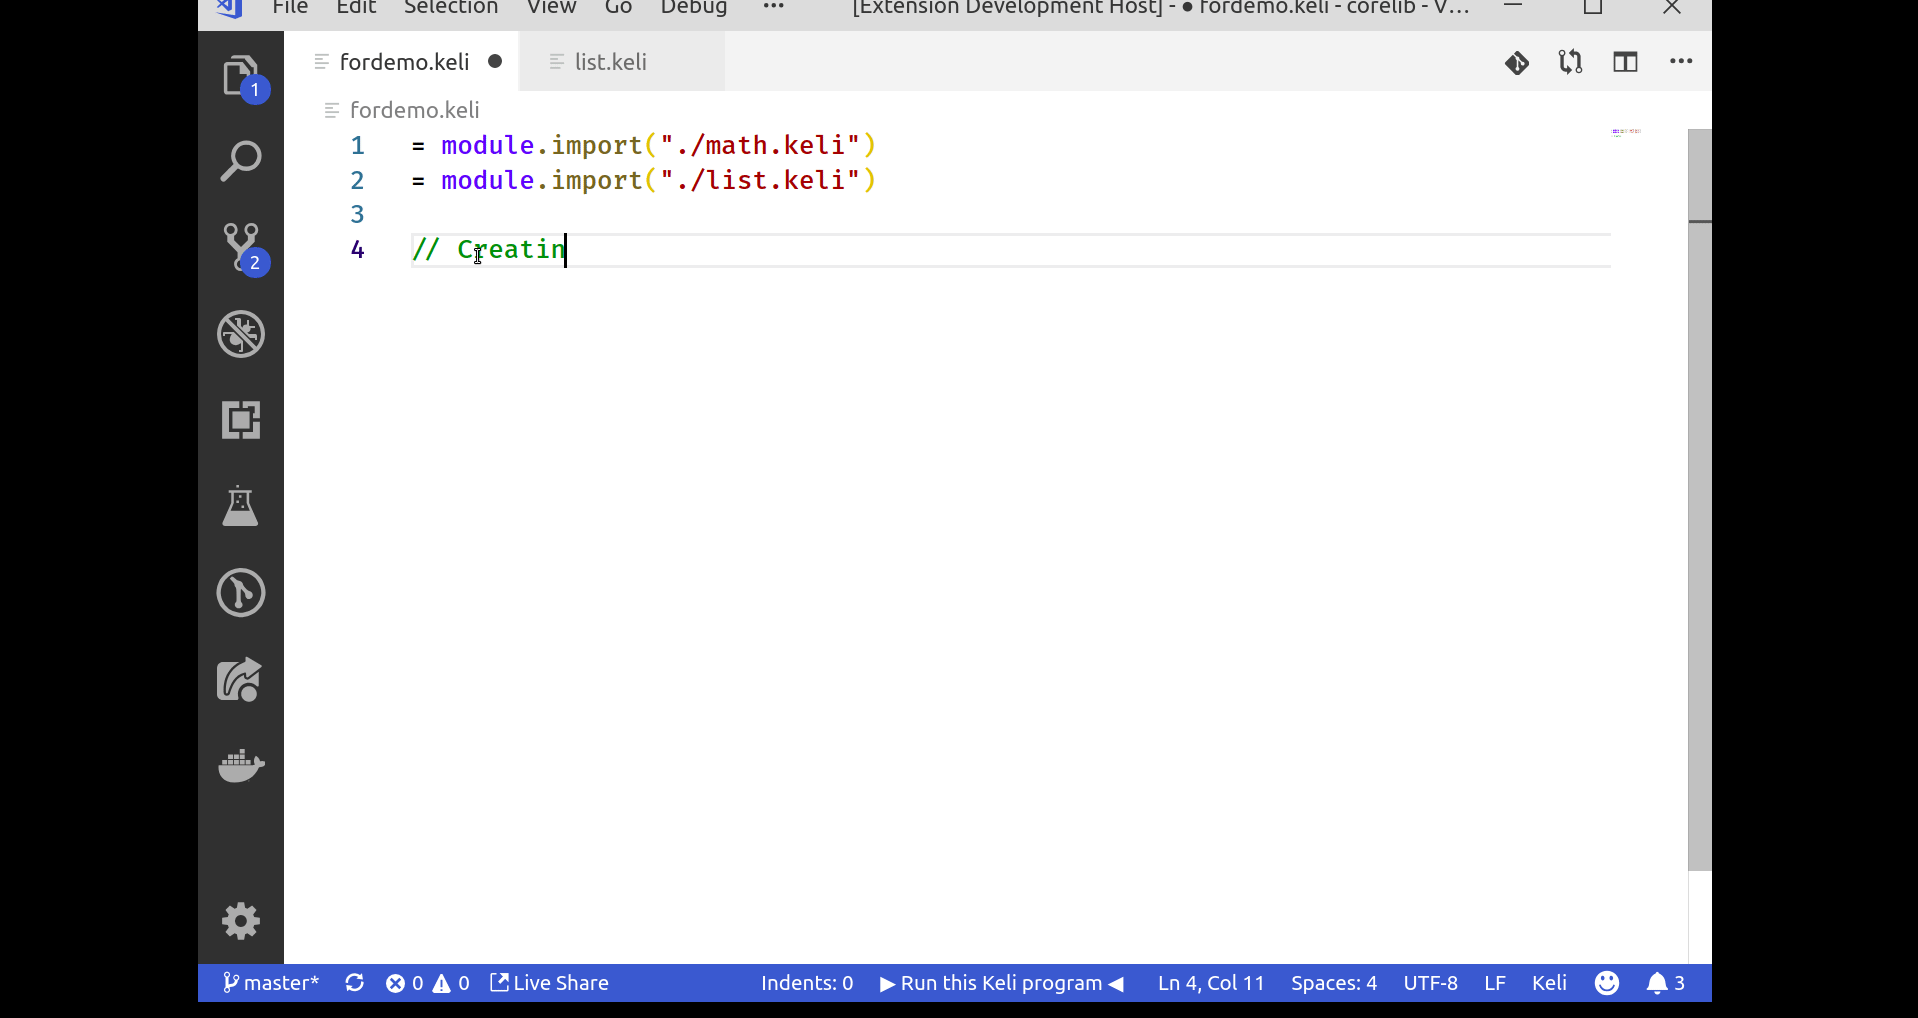 File Edit Selection View Go Debug ··· [Extension Development Host] - ● fordemo.keli - corelib - V…
fordemo.keli ● list.keli
fordemo.keli
1 = module.import("./math.keli")
2 = module.import("./list.keli")
3
4 // Creatin
1
2
master* 0 0 Live Share Indents: 0 ▶ Run this Keli program ◀ Ln 4, Col 11 Spaces: 4 UTF-8 LF Keli 3